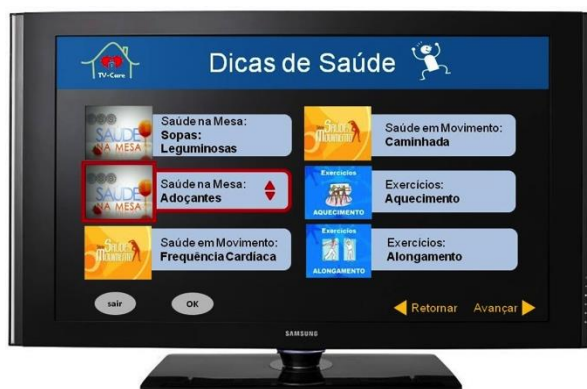 TV-Care
Dicas de Saúde
SAÚDE
NA MESA
Saúde na Mesa:
Sopas:
Leguminosas
SAÚDE
NA MESA
Saúde na Mesa:
Adoçantes
Saúde em Movimento:
Frequência Cardíaca
Saúde em Movimento:
Caminhada
Exercícios
AQUECIMENTO
Exercícios:
Aquecimento
Exercícios
ALONGAMENTO
Exercícios:
Alongamento
sair
OK
Retornar
Avançar
SAMSUNG